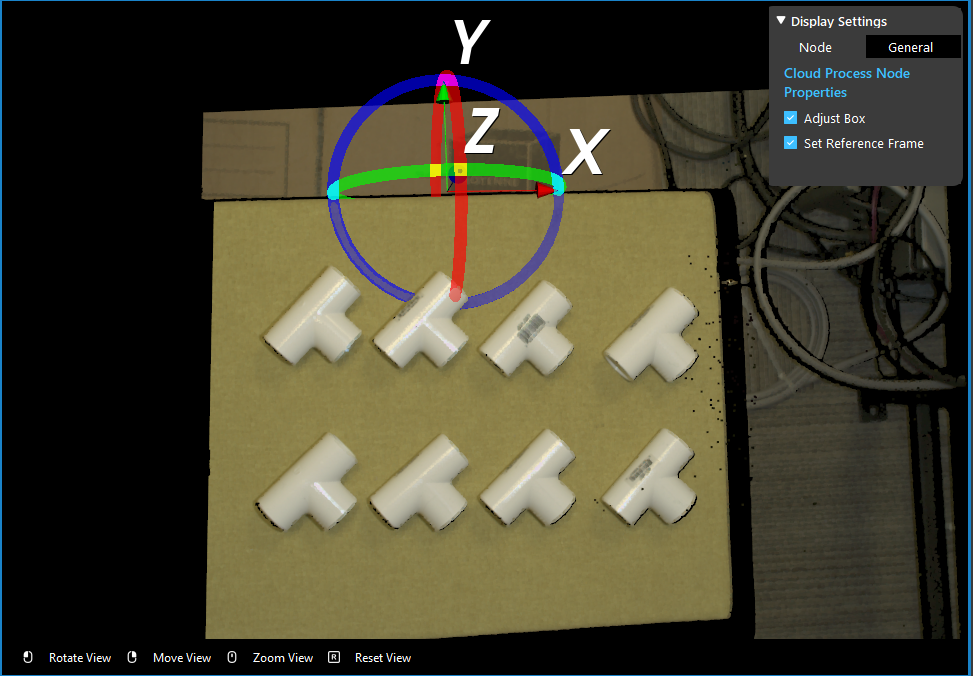 Display Settings
Node General
Cloud Process Node
Properties
Adjust Box
Set Reference Frame
Y
Z
X
Rotate View Move View Zoom View R Reset View